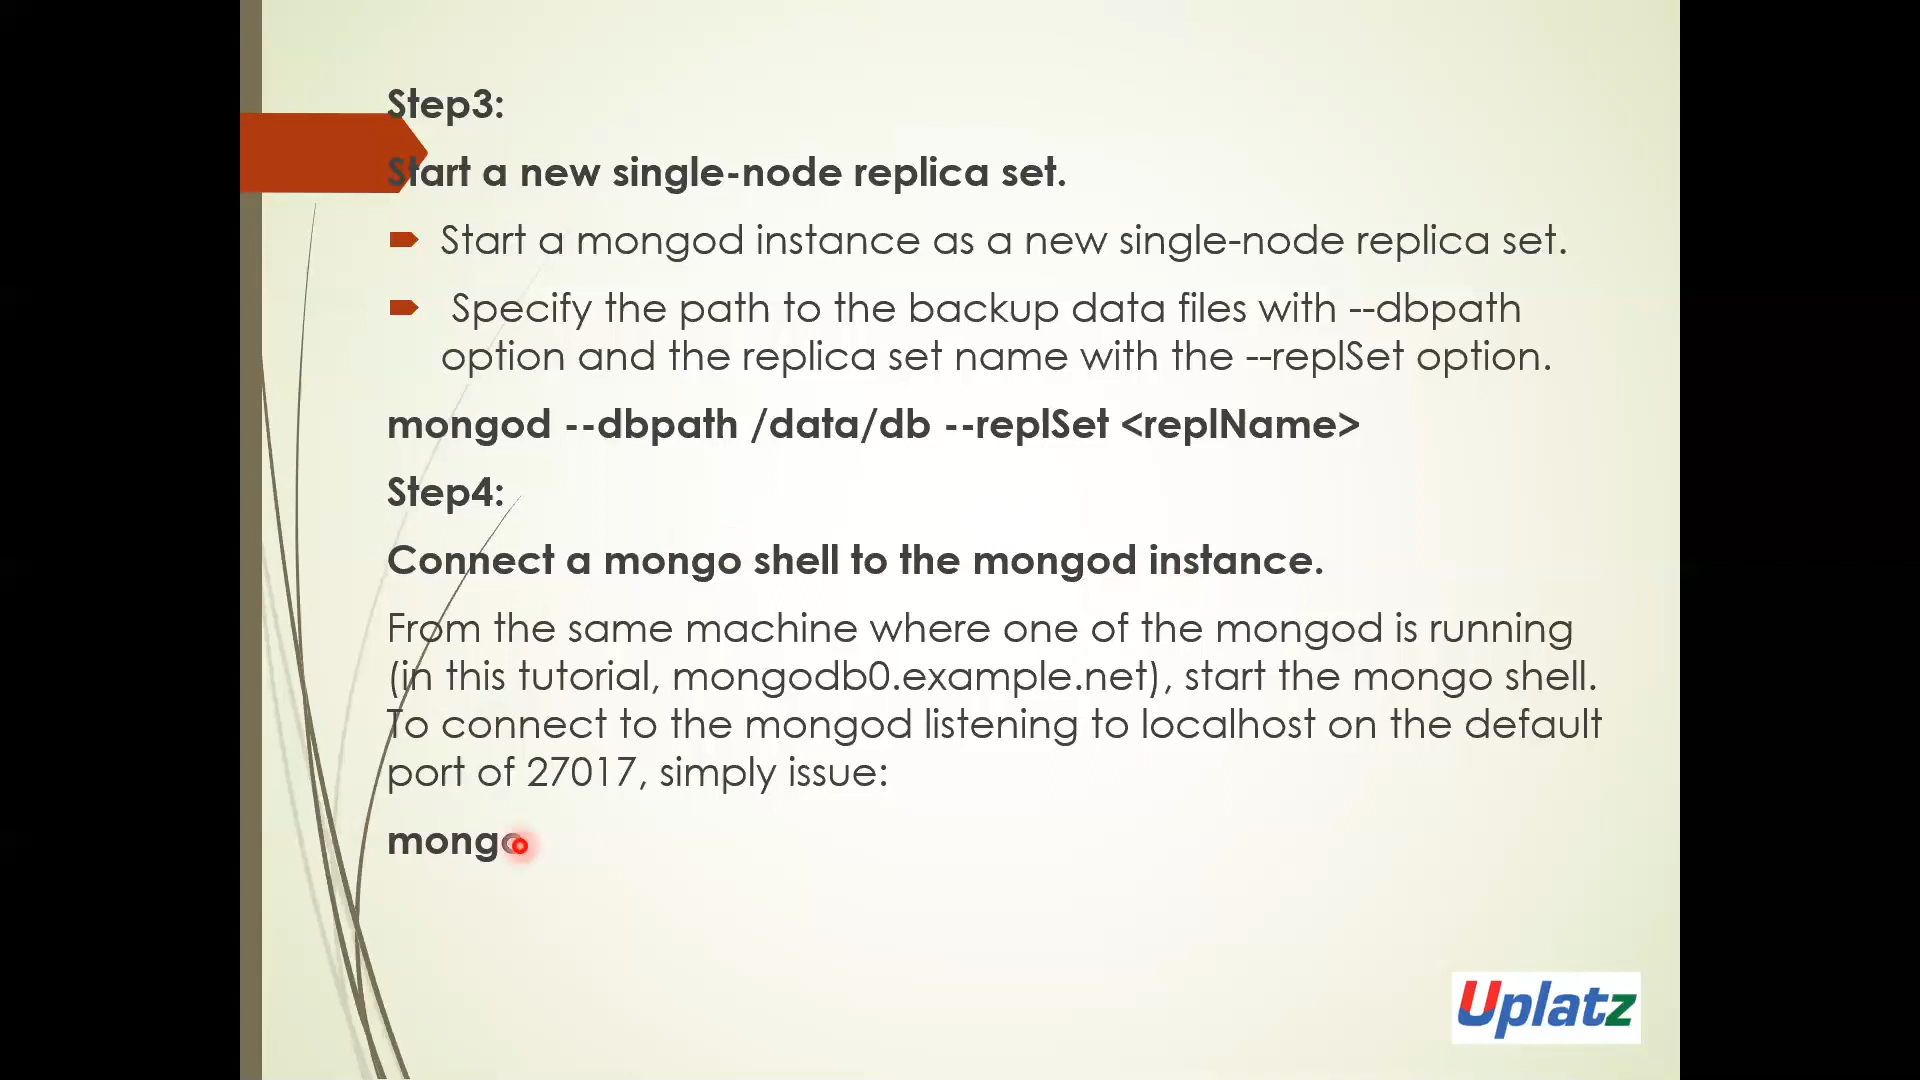 Step3:
Start a new single-node replica set.
Start a mongod instance as a new single-node replica set.
Specify the path to the backup data files with --dbpath
option and the replica set name with the --replSet option.
mongod --dbpath /data/db --replSet <replName>
Step4:
Connect a mongo shell to the mongod instance.
From the same machine where one of the mongod is running
(in this tutorial, mongodb0.example.net), start the mongo shell.
To connect to the mongod listening to localhost on the default
port of 27017, simply issue:
mongo
Uplatz